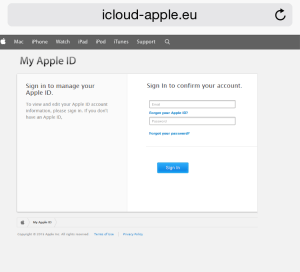 icloud-apple.eu
Mac iPhone Watch iPad iPod iTunes Support
My Apple iD
Sign in to manage your
Apple ID.
To view and edit your Apple ID account
information, please sign in. If you don't
have an Apple ID.
Sign In to confirm your account.
Email
Forgot your Apple ID?
Password
Forgot your password?
Sign in
My Apple ID
Copyright © 2014 Apple Inc. All rights reserved. Terms of Use | Privacy Policy